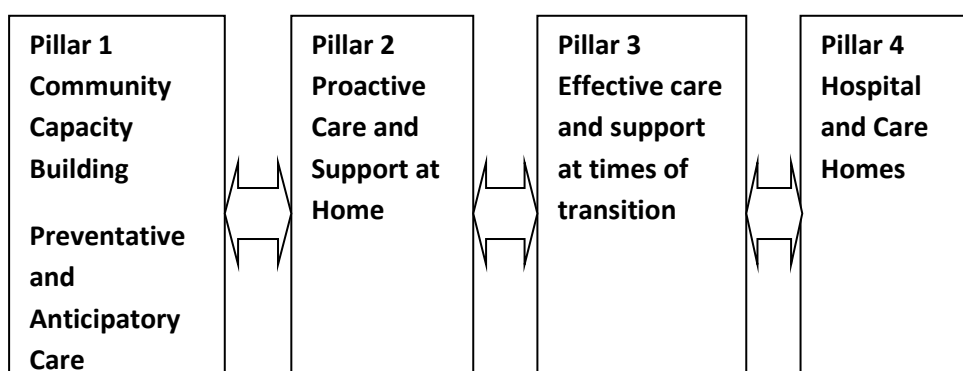 Pillar 1
Community
Capacity
Building
Preventative
and
Anticipatory
Care
Pillar 2
Proactive
Care and
Support at
Home
Pillar 3
Effective care
and support
at times of
transition
Pillar 4
Hospital
and Care
Homes